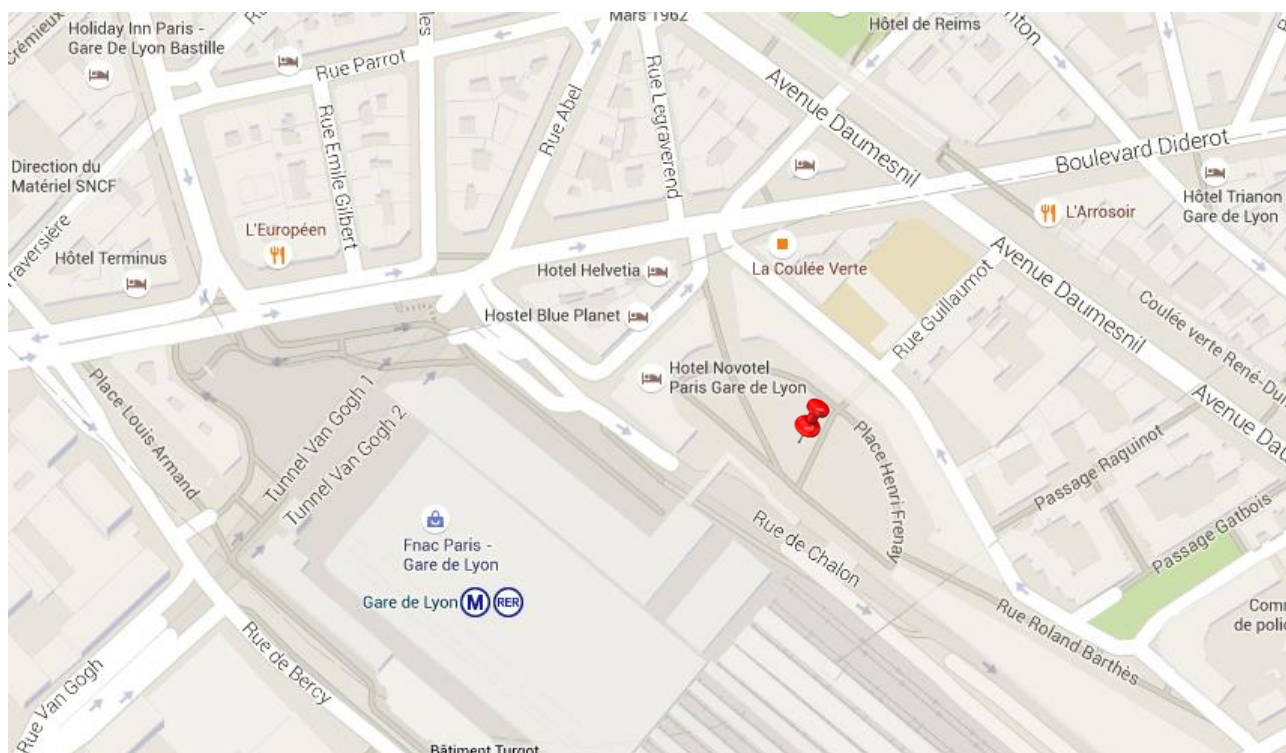 Crémieux
Holiday Inn Paris -
Gare De Lyon Bastille
Rue Parrot
Mars 1962
Hôtel de Reims
Rue Abel
Rue Legraverend
Avenue Daumesnil
Boulevard Diderot
Direction du
Matériel SNCF
Rue Emile Gilbert
L'Européen
Hôtel Terminus
Traversière
Hôtel Trianon
Gare de Lyon
L'Arrosoir
Hotel Helvetia
La Coulée Verte
Avenue Daumesnil
Hostel Blue Planet
Rue Guillaumot
Coulée verte René-Du
Hotel Novotel
Paris Gare de Lyon
Place Louis Armand
Tunnel Van Gogh 1
Tunnel Van Gogh 2
Place Henri Frenay
Avenue D
Passage Raguinot
Passage Gatbois
Fnac Paris -
Gare de Lyon
Rue de Chalon
Gare de Lyon M RER
Rue Roland Barthès
Com
de polic
Rue de Bercy
Rue Van Gogh
Bâtiment Turgot